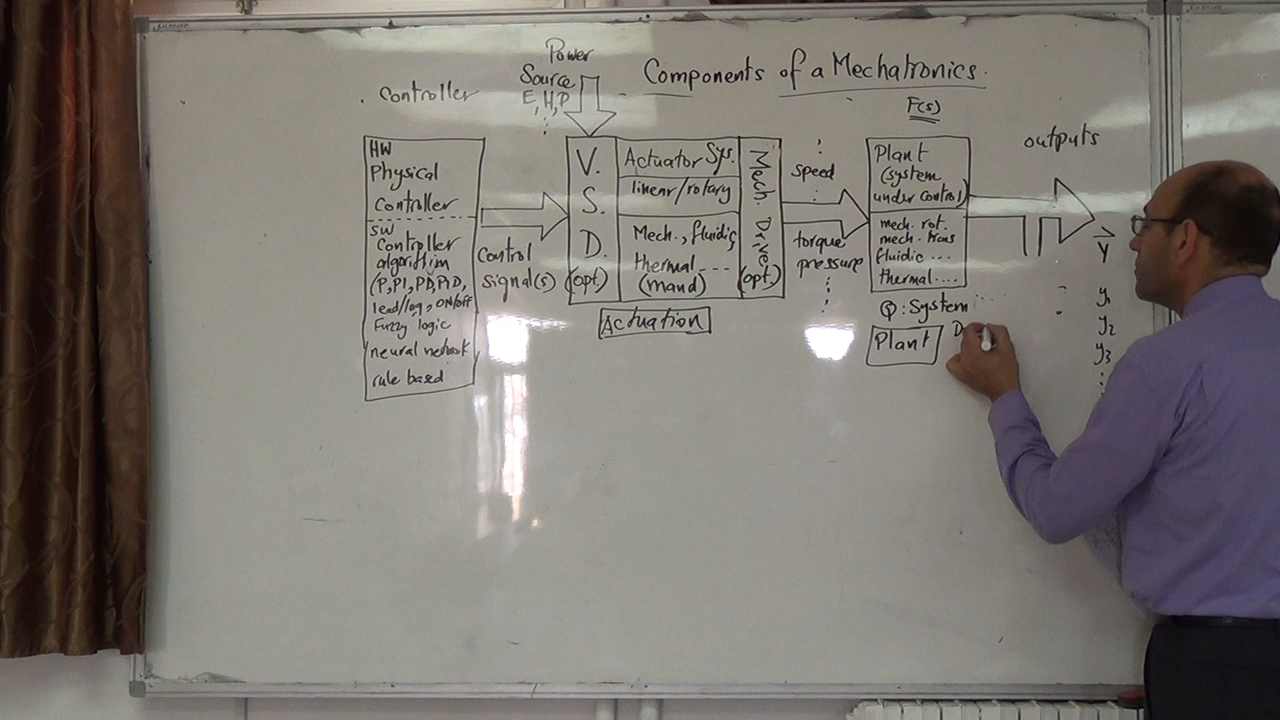 Components of a Mechatronics.
Power
Source
E, H, P
Controller
HW
Physical
Controller
SW
Controller
algorithm
(P, PI, PD, PID,
lead/lag, ON/off
Fuzzy logic
neural network
rule based
Control
signal(s)
V.
S.
D.
(opt.)
Actuator Sys.
linear/rotary
Mech., fluidic,
thermal ....
(mand)
Mech. Drive
(opt.)
Actuation
speed
torque
pressure
F(s)
Plant
(system
under control)
mech. rot.
mech. trans
fluidic ...
thermal ....
Q: System
Plant
D
outputs
Y
y1
y2
y3